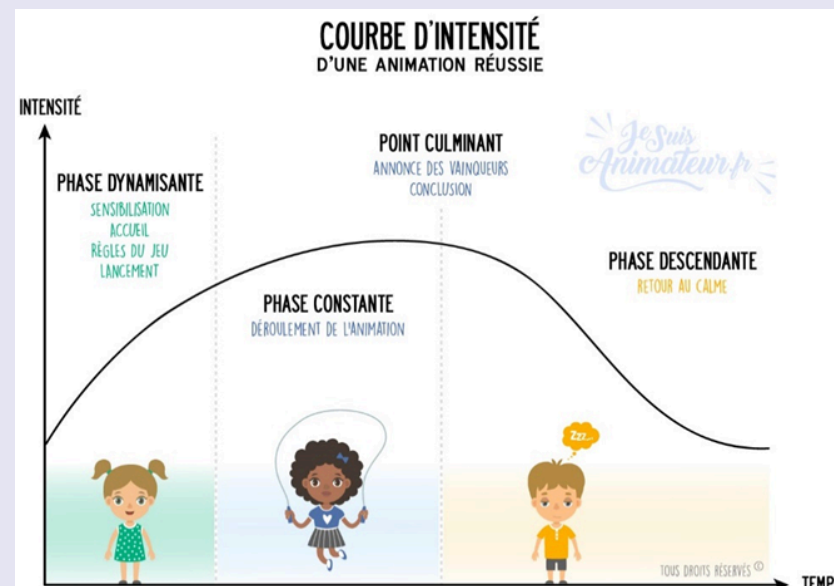 COURBE D'INTENSITÉ
D'UNE ANIMATION RÉUSSIE
INTENSITÉ
JeSuis
Animateur.fr
POINT CULMINANT
ANNONCE DES VAINQUEURS
CONCLUSION
PHASE DYNAMISANTE
SENSIBILISATION
ACCUEIL
RÈGLES DU JEU
LANCEMENT
PHASE DESCENDANTE
RETOUR AU CALME
PHASE CONSTANTE
DÉROULEMENT DE L'ANIMATION
Zzz...
TOUS DROITS RÉSERVÉS ©
TEMP